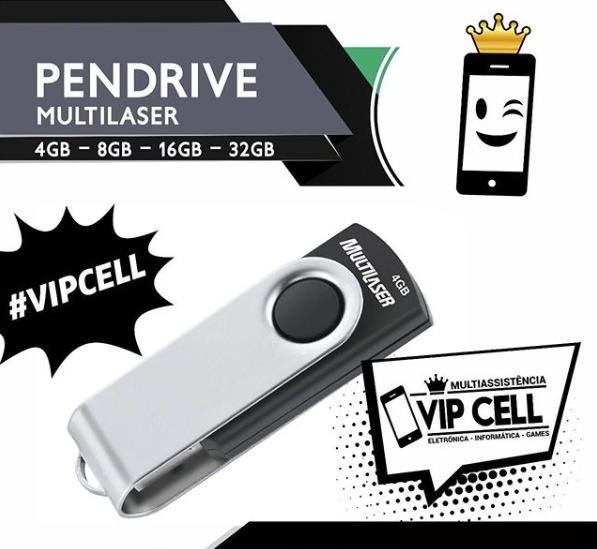 PENDRIVE
MULTILASER
4GB – 8GB – 16GB – 32GB
#VIPCELL
MULTILASER
4GB
MULTIASSISTÊNCIA
VIP CELL
ELETRÔNICA - INFORMÁTICA - GAMES